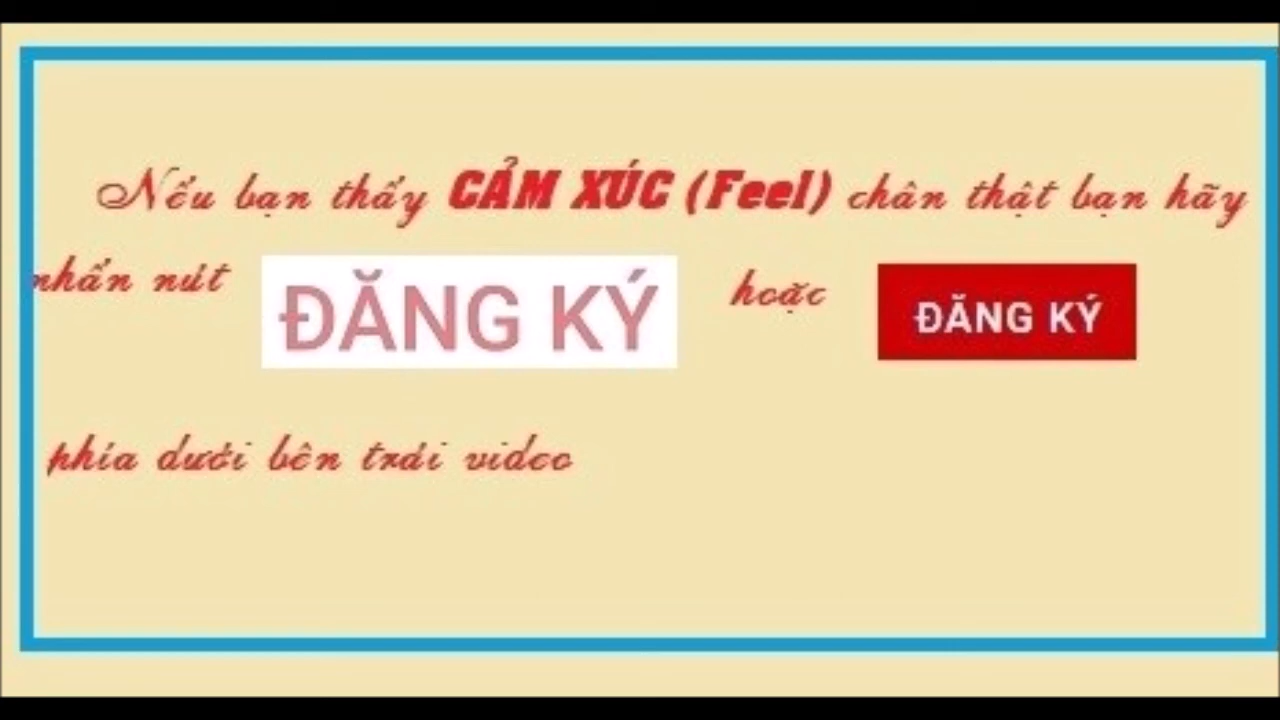 Nếu bạn thấy CẢM XÚC (Feel) chân thật bạn hãy
nhấn nút ĐĂNG KÝ hoặc ĐĂNG KÝ
phía dưới bên trái video